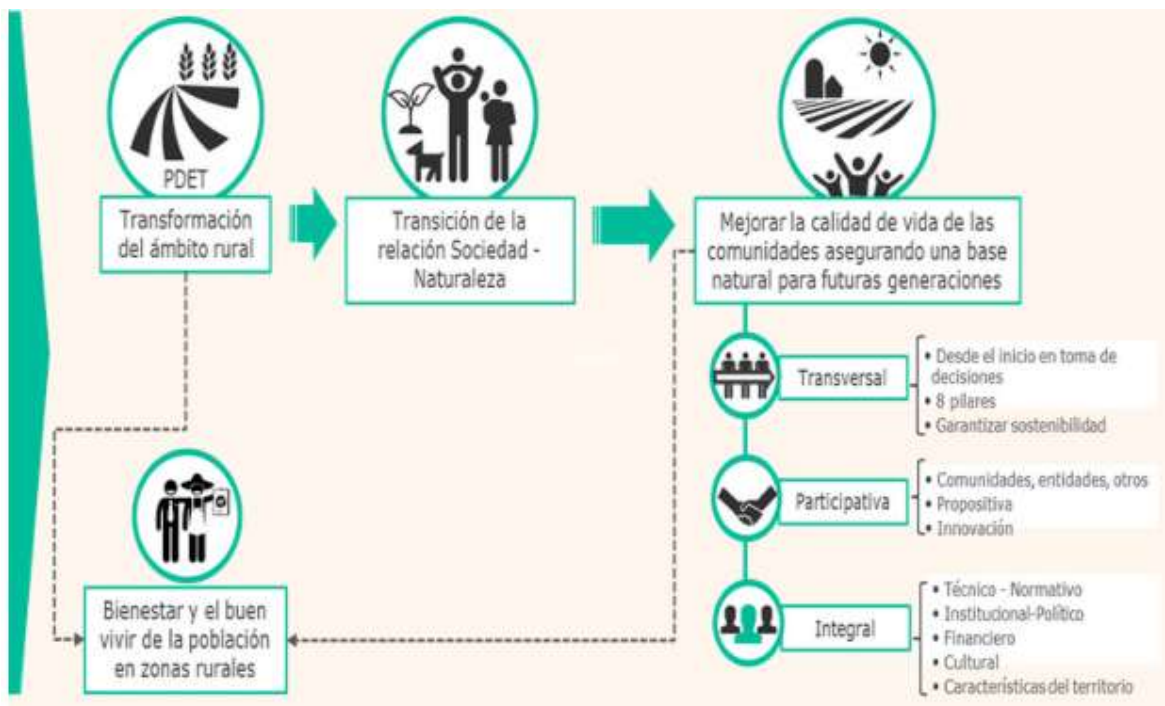 PDET
Transformación
del ámbito rural
Transición de la
relación Sociedad -
Naturaleza
Mejorar la calidad de vida de las
comunidades asegurando una base
natural para futuras generaciones
Transversal
• Desde el inicio en toma de
decisiones
• 8 pilares
• Garantizar sostenibilidad
Participativa
• Comunidades, entidades, otros
• Propositiva
• Innovación
Integral
• Técnico - Normativo
• Institucional-Político
• Financiero
• Cultural
• Características del territorio
Bienestar y el buen
vivir de la población
en zonas rurales